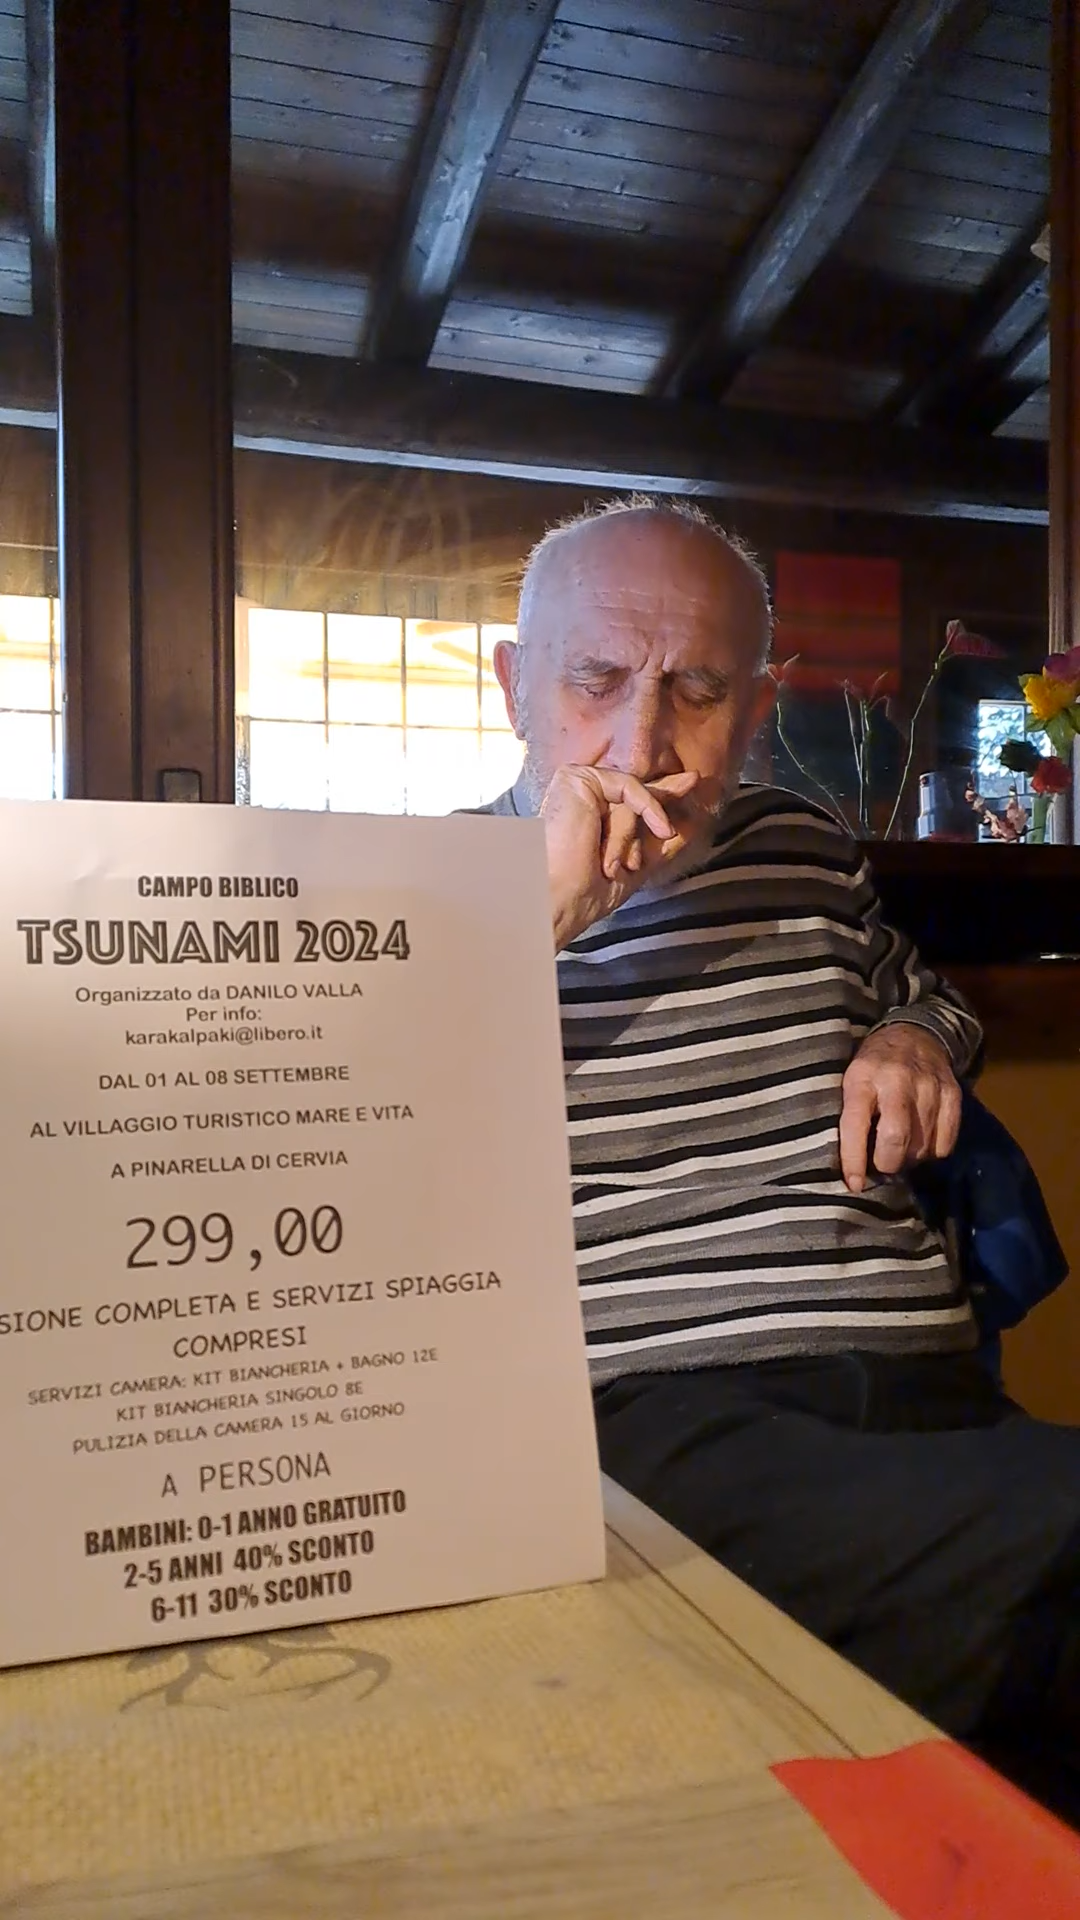 CAMPO BIBLICO
TSUNAMI 2024
Organizzato da DANILO VALLA
Per info:
karakalpaki@libero.it
DAL 01 AL 08 SETTEMBRE
AL VILLAGGIO TURISTICO MARE E VITA
A PINARELLA DI CERVIA
299,00
SIONE COMPLETA E SERVIZI SPIAGGIA
COMPRESI
SERVIZI CAMERA: KIT BIANCHERIA + BAGNO 12E
KIT BIANCHERIA SINGOLO 8E
PULIZIA DELLA CAMERA 15 AL GIORNO
A PERSONA
BAMBINI: 0-1 ANNO GRATUITO
2-5 ANNI 40% SCONTO
6-11 30% SCONTO